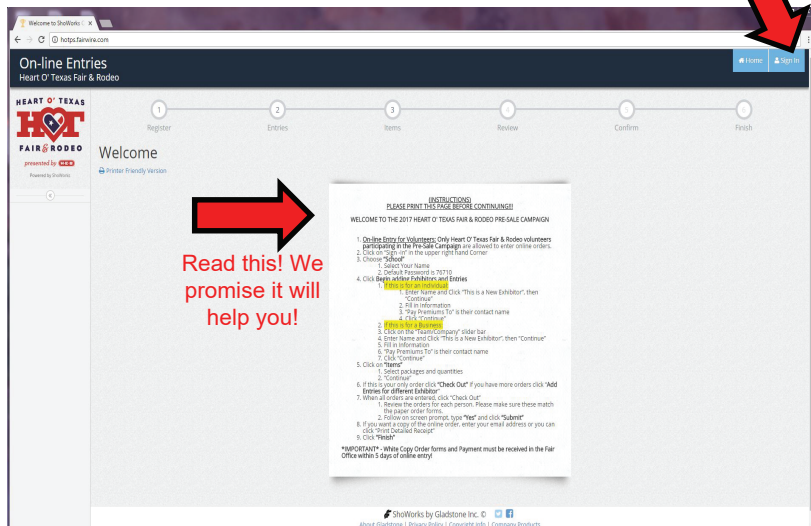 Welcome to ShoWorks
hotps.fairwire.com
On-line Entries
Heart O' Texas Fair & Rodeo
Home
Sign In
HEART O' TEXAS
HOT
FAIR & RODEO
presented by H-E-B
Powered by ShoWorks
1
2
3
Register
Entries
Items
Review
Confirm
Finish
Welcome
Printer Friendly Version
Read this! We
promise it will
help you!
(INSTRUCTIONS)
PLEASE PRINT THIS PAGE BEFORE CONTINUING!!!
WELCOME TO THE 2017 HEART O' TEXAS FAIR & RODEO PRE-SALE CAMPAIGN
1. On-line Entry for Volunteers: Only Heart O' Texas Fair & Rodeo volunteers
participating in the Pre-Sale Campaign are allowed to enter online orders.
2. Click on "Sign -In" in the upper right hand Corner
3. Choose "School"
1. Select Your Name
2. Default Password is 76710
4. Click Begin adding Exhibitors and Entries
1. If this is for an Individual:
1. Enter Name and Click "This is a New Exhibitor", then
"Continue"
2. Fill in Information
3. "Pay Premiums To" is their contact name
4. Click "Continue"
2. If this is for a Business:
3. Click on the "Team/Company" slider bar
4. Enter Name and Click "This is a New Exhibitor", then "Continue"
5. Fill in Information
6. "Pay Premiums To" is their contact name
7. Click "Continue"
5. Click on "Items"
1. Select packages and quantities
2. "Continue"
6. If this is your only order click "Check Out" If you have more orders click "Add
Entries for different Exhibitor"
7. When all orders are entered, click "Check Out"
1. Review the orders for each person. Please make sure these match
the paper order forms.
2. Follow on screen prompt, type "Yes" and click "Submit"
8. If you want a copy of the online order, enter your email address or you can
click "Print Detailed Receipt"
9. Click "Finish"
*IMPORTANT* - White Copy Order forms and Payment must be received in the Fair
Office within 5 days of online entry!
ShoWorks by Gladstone Inc. ©
About Gladstone | Privacy Policy | Copyright Info | Company Products